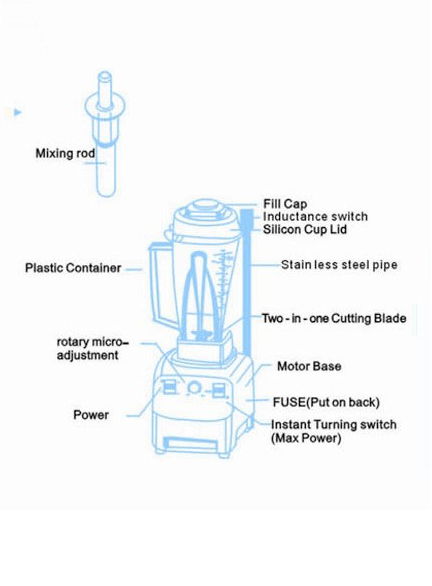 Mixing rod
Fill Cap
Inductance switch
Silicon Cup Lid
Plastic Container
Stain less steel pipe
Two - in - one Cutting Blade
rotary micro-
adjustment
Motor Base
Power
FUSE(Put on back)
Instant Turning switch
(Max Power)